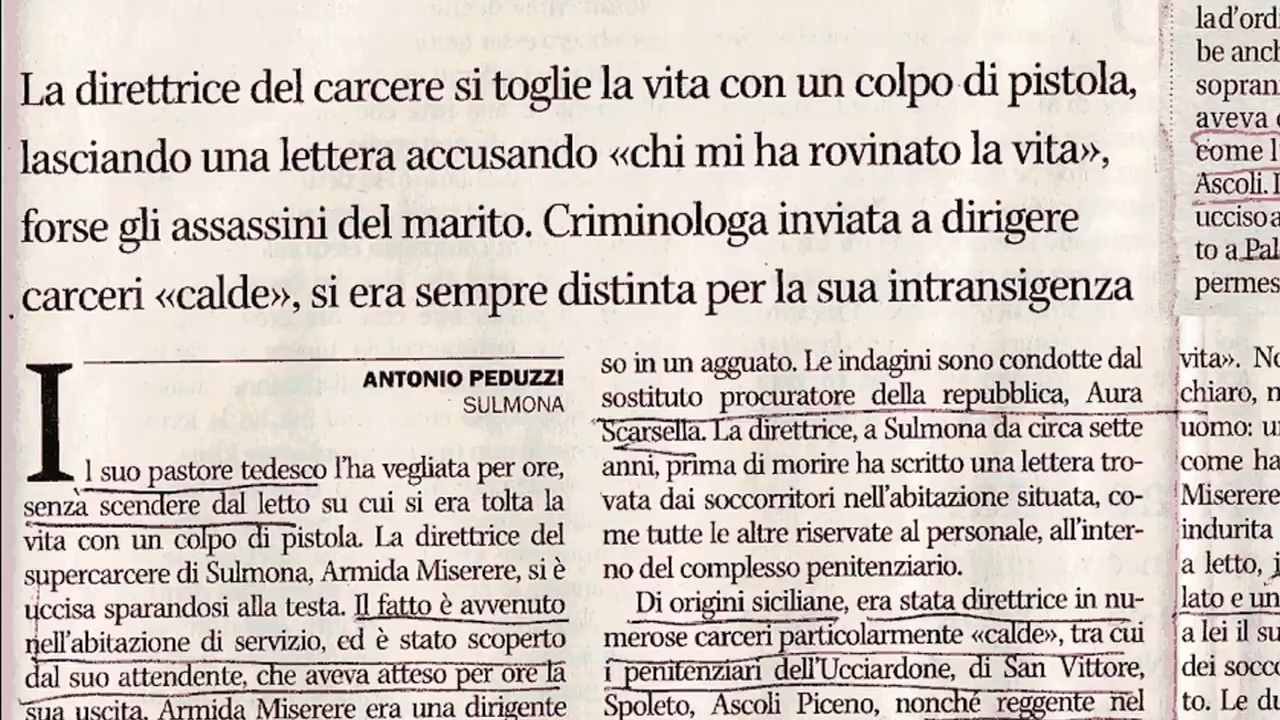 La direttrice del carcere si toglie la vita con un colpo di pistola,
lasciando una lettera accusando «chi mi ha rovinato la vita»,
forse gli assassini del marito. Criminologa inviata a dirigere
carceri «calde», si era sempre distinta per la sua intransigenza
ANTONIO PEDUZZI
SULMONA
Il suo pastore tedesco l'ha vegliata per ore,
senza scendere dal letto su cui si era tolta la
vita con un colpo di pistola. La direttrice del
supercarcere di Sulmona, Armida Miserere, si è
uccisa sparandosi alla testa. Il fatto è avvenuto
nell'abitazione di servizio, ed è stato scoperto
dal suo attendente, che aveva atteso per ore la
sua uscita. Armida Miserere era una dirigente
so in un agguato. Le indagini sono condotte dal
sostituto procuratore della repubblica, Aura
Scarsella. La direttrice, a Sulmona da circa sette
anni, prima di morire ha scritto una lettera tro-
vata dai soccorritori nell'abitazione situata, co-
me tutte le altre riservate al personale, all'inter-
no del complesso penitenziario.
Di origini siciliane, era stata direttrice in nu-
merose carceri particolarmente «calde», tra cui
i penitenziari dell'Ucciardone, di San Vittore,
Spoleto, Ascoli Piceno, nonché reggente nel
la d'ord
be anch
sopran
aveva
come l
Ascoli.
ucciso a
to a Pal
permes
vita». No
chiaro, n
uomo: u
come ha
Miserere
indurita
a letto,
lato e un
a lei il su
dei socco
to. Le du